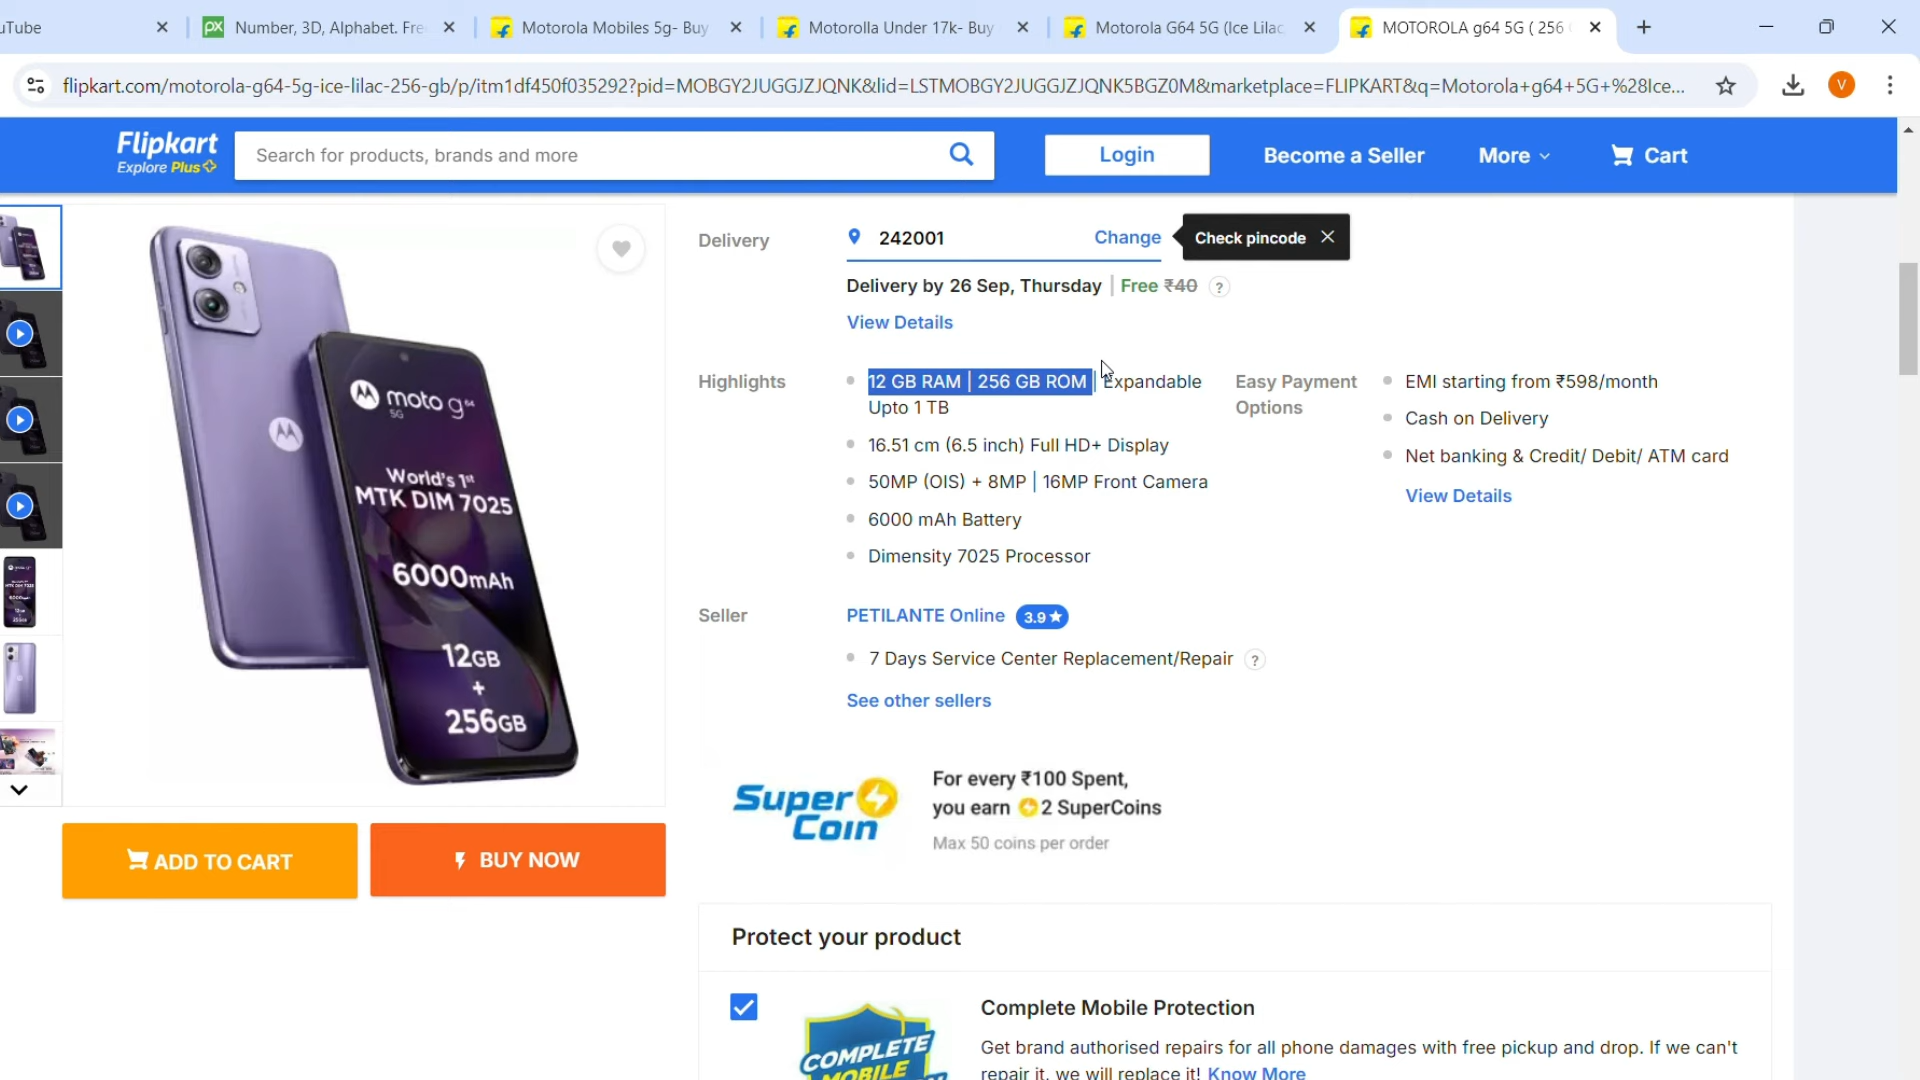 uTube
Number, 3D, Alphabet. Fre
Motorola Mobiles 5g- Buy
Motorolla Under 17k- Buy
Motorola G64 5G (Ice Lilac
MOTOROLA g64 5G ( 256
flipkart.com/motorola-g64-5g-ice-lilac-256-gb/p/itm1df450f035292?pid=MOBGY2JUGGJZJQNK&lid=LSTMOBGY2JUGGJZJQNK5BGZ0M&marketplace=FLIPKART&q=Motorola+g64+5G+%28Ice...
V
Flipkart
Explore Plus
Search for products, brands and more
Login
Become a Seller
More
Cart
Delivery
242001
Change
Check pincode
Delivery by 26 Sep, Thursday | Free ₹40 ?
View Details
Highlights
12 GB RAM | 256 GB ROM | Expandable
Upto 1 TB
16.51 cm (6.5 inch) Full HD+ Display
50MP (OIS) + 8MP | 16MP Front Camera
6000 mAh Battery
Dimensity 7025 Processor
Easy Payment
Options
EMI starting from ₹598/month
Cash on Delivery
Net banking & Credit/ Debit/ ATM card
View Details
moto g64
5G
World's 1st
MTK DIM 7025
6000mAh
12GB
+
256GB
Seller
PETILANTE Online 3.9★
7 Days Service Center Replacement/Repair ?
See other sellers
Super
Coin
For every ₹100 Spent,
you earn 2 SuperCoins
Max 50 coins per order
ADD TO CART
BUY NOW
Protect your product
Complete Mobile Protection
Get brand authorised repairs for all phone damages with free pickup and drop. If we can't
repair it, we will replace it! Know More
COMPLETE
MOBILE